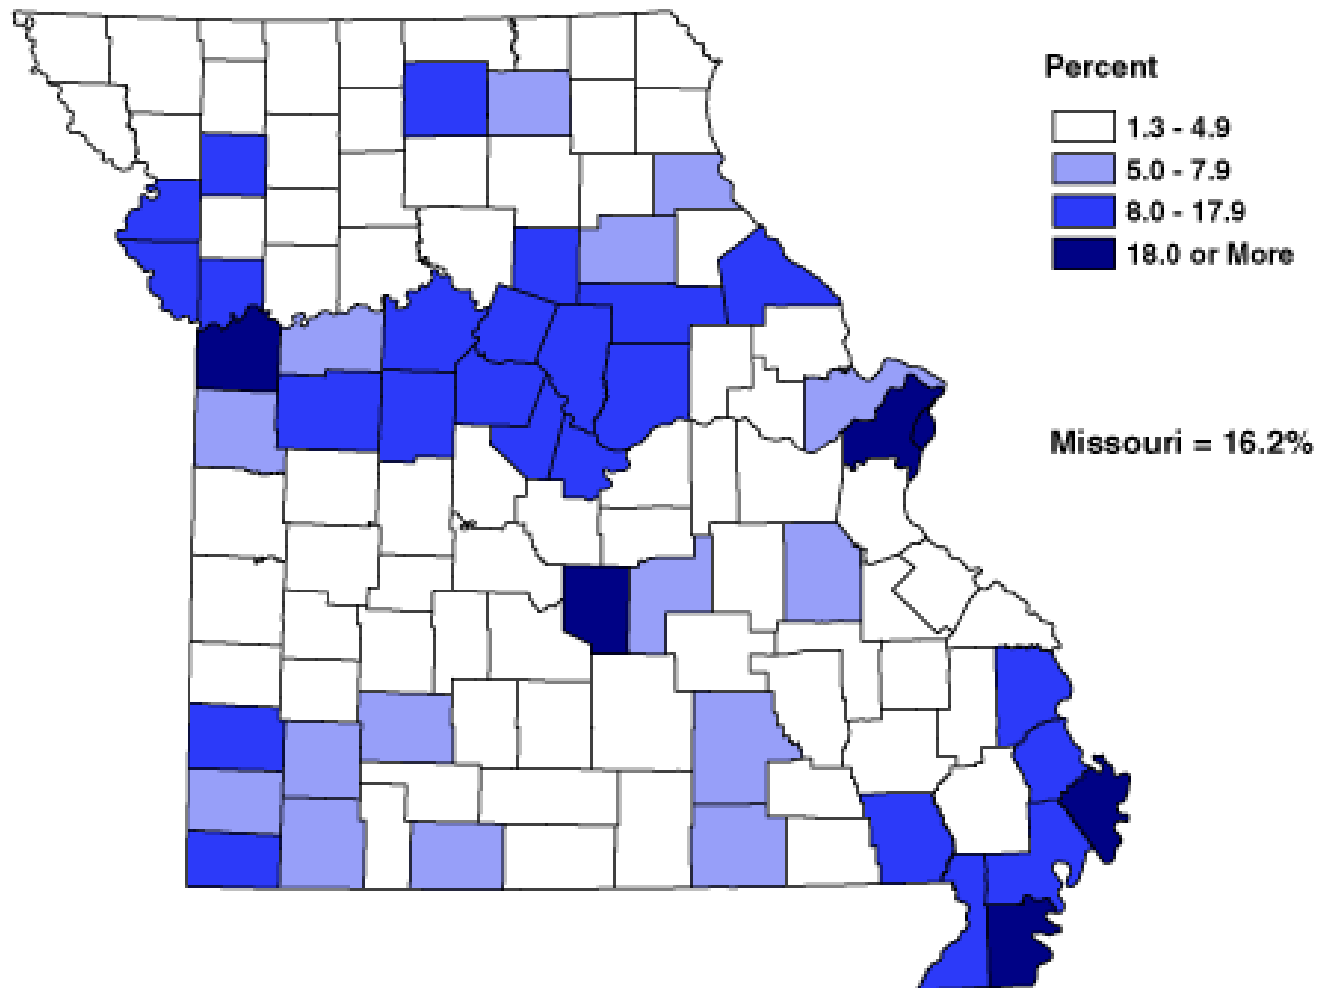 Percent
1.3 - 4.9
5.0 - 7.9
8.0 - 17.9
18.0 or More
Missouri = 16.2%